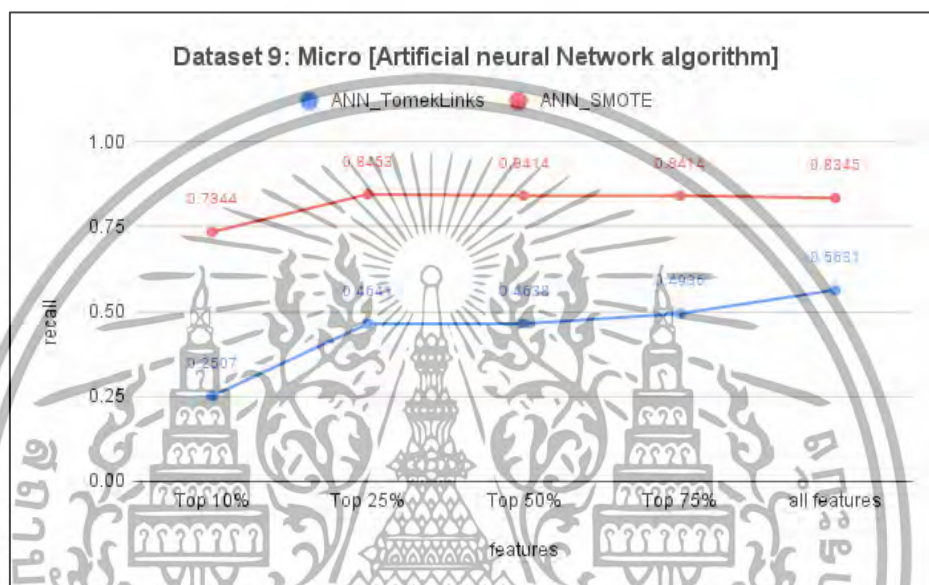 Dataset 9: Micro [Artificial neural Network algorithm]
ANN_TomekLinks ANN_SMOTE
1.00
0.8453 0.8414 0.8414 0.8345
0.7344
0.75
0.4641 0.4638 0.4936
0.50
0.2507
0.25
0.00
recall
Top 10% Top 25% Top 50% Top 75% all features
features